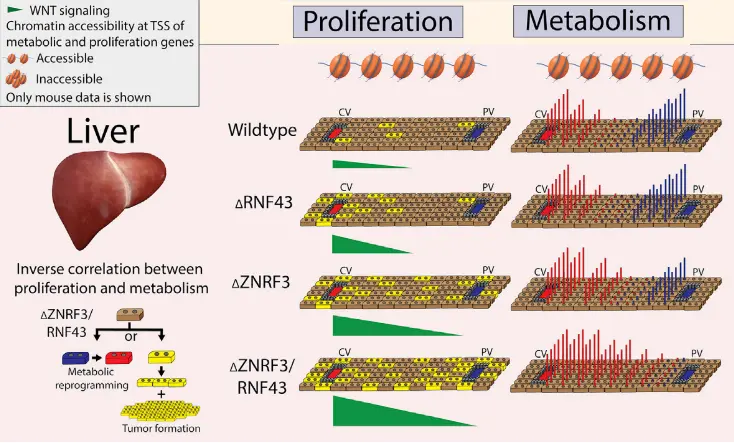 WNT signaling
Chromatin accessibility at TSS of
metabolic and proliferation genes
Accessible
Inaccessible
Only mouse data is shown
Proliferation
Metabolism
Liver
Wildtype
CV
PV
CV
PV
ΔRNF43
CV
PV
CV
PV
ΔZNRF3
CV
PV
CV
PV
ΔZNRF3/
RNF43
CV
PV
CV
PV
Inverse correlation between
proliferation and metabolism
ΔZNRF3/
RNF43
or
Metabolic
reprogramming
+
Tumor formation